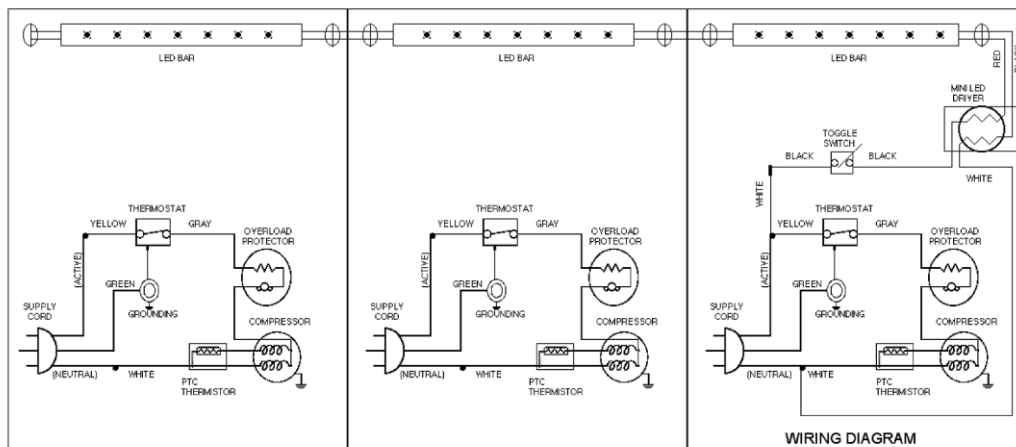 LED BAR
LED BAR
LED BAR
RED
BLACK
MINI LED
DRIVER
TOGGLE
SWITCH
BLACK
BLACK
WHITE
WHITE
THERMOSTAT
YELLOW
GRAY
OVERLOAD
PROTECTOR
(ACTIVE)
GREEN
GROUNDING
SUPPLY
CORD
COMPRESSOR
(NEUTRAL)
WHITE
PTC
THERMISTOR
THERMOSTAT
YELLOW
GRAY
OVERLOAD
PROTECTOR
(ACTIVE)
GREEN
GROUNDING
SUPPLY
CORD
COMPRESSOR
(NEUTRAL)
WHITE
PTC
THERMISTOR
THERMOSTAT
YELLOW
GRAY
OVERLOAD
PROTECTOR
(ACTIVE)
GREEN
GROUNDING
SUPPLY
CORD
COMPRESSOR
(NEUTRAL)
WHITE
PTC
THERMISTOR
WIRING DIAGRAM